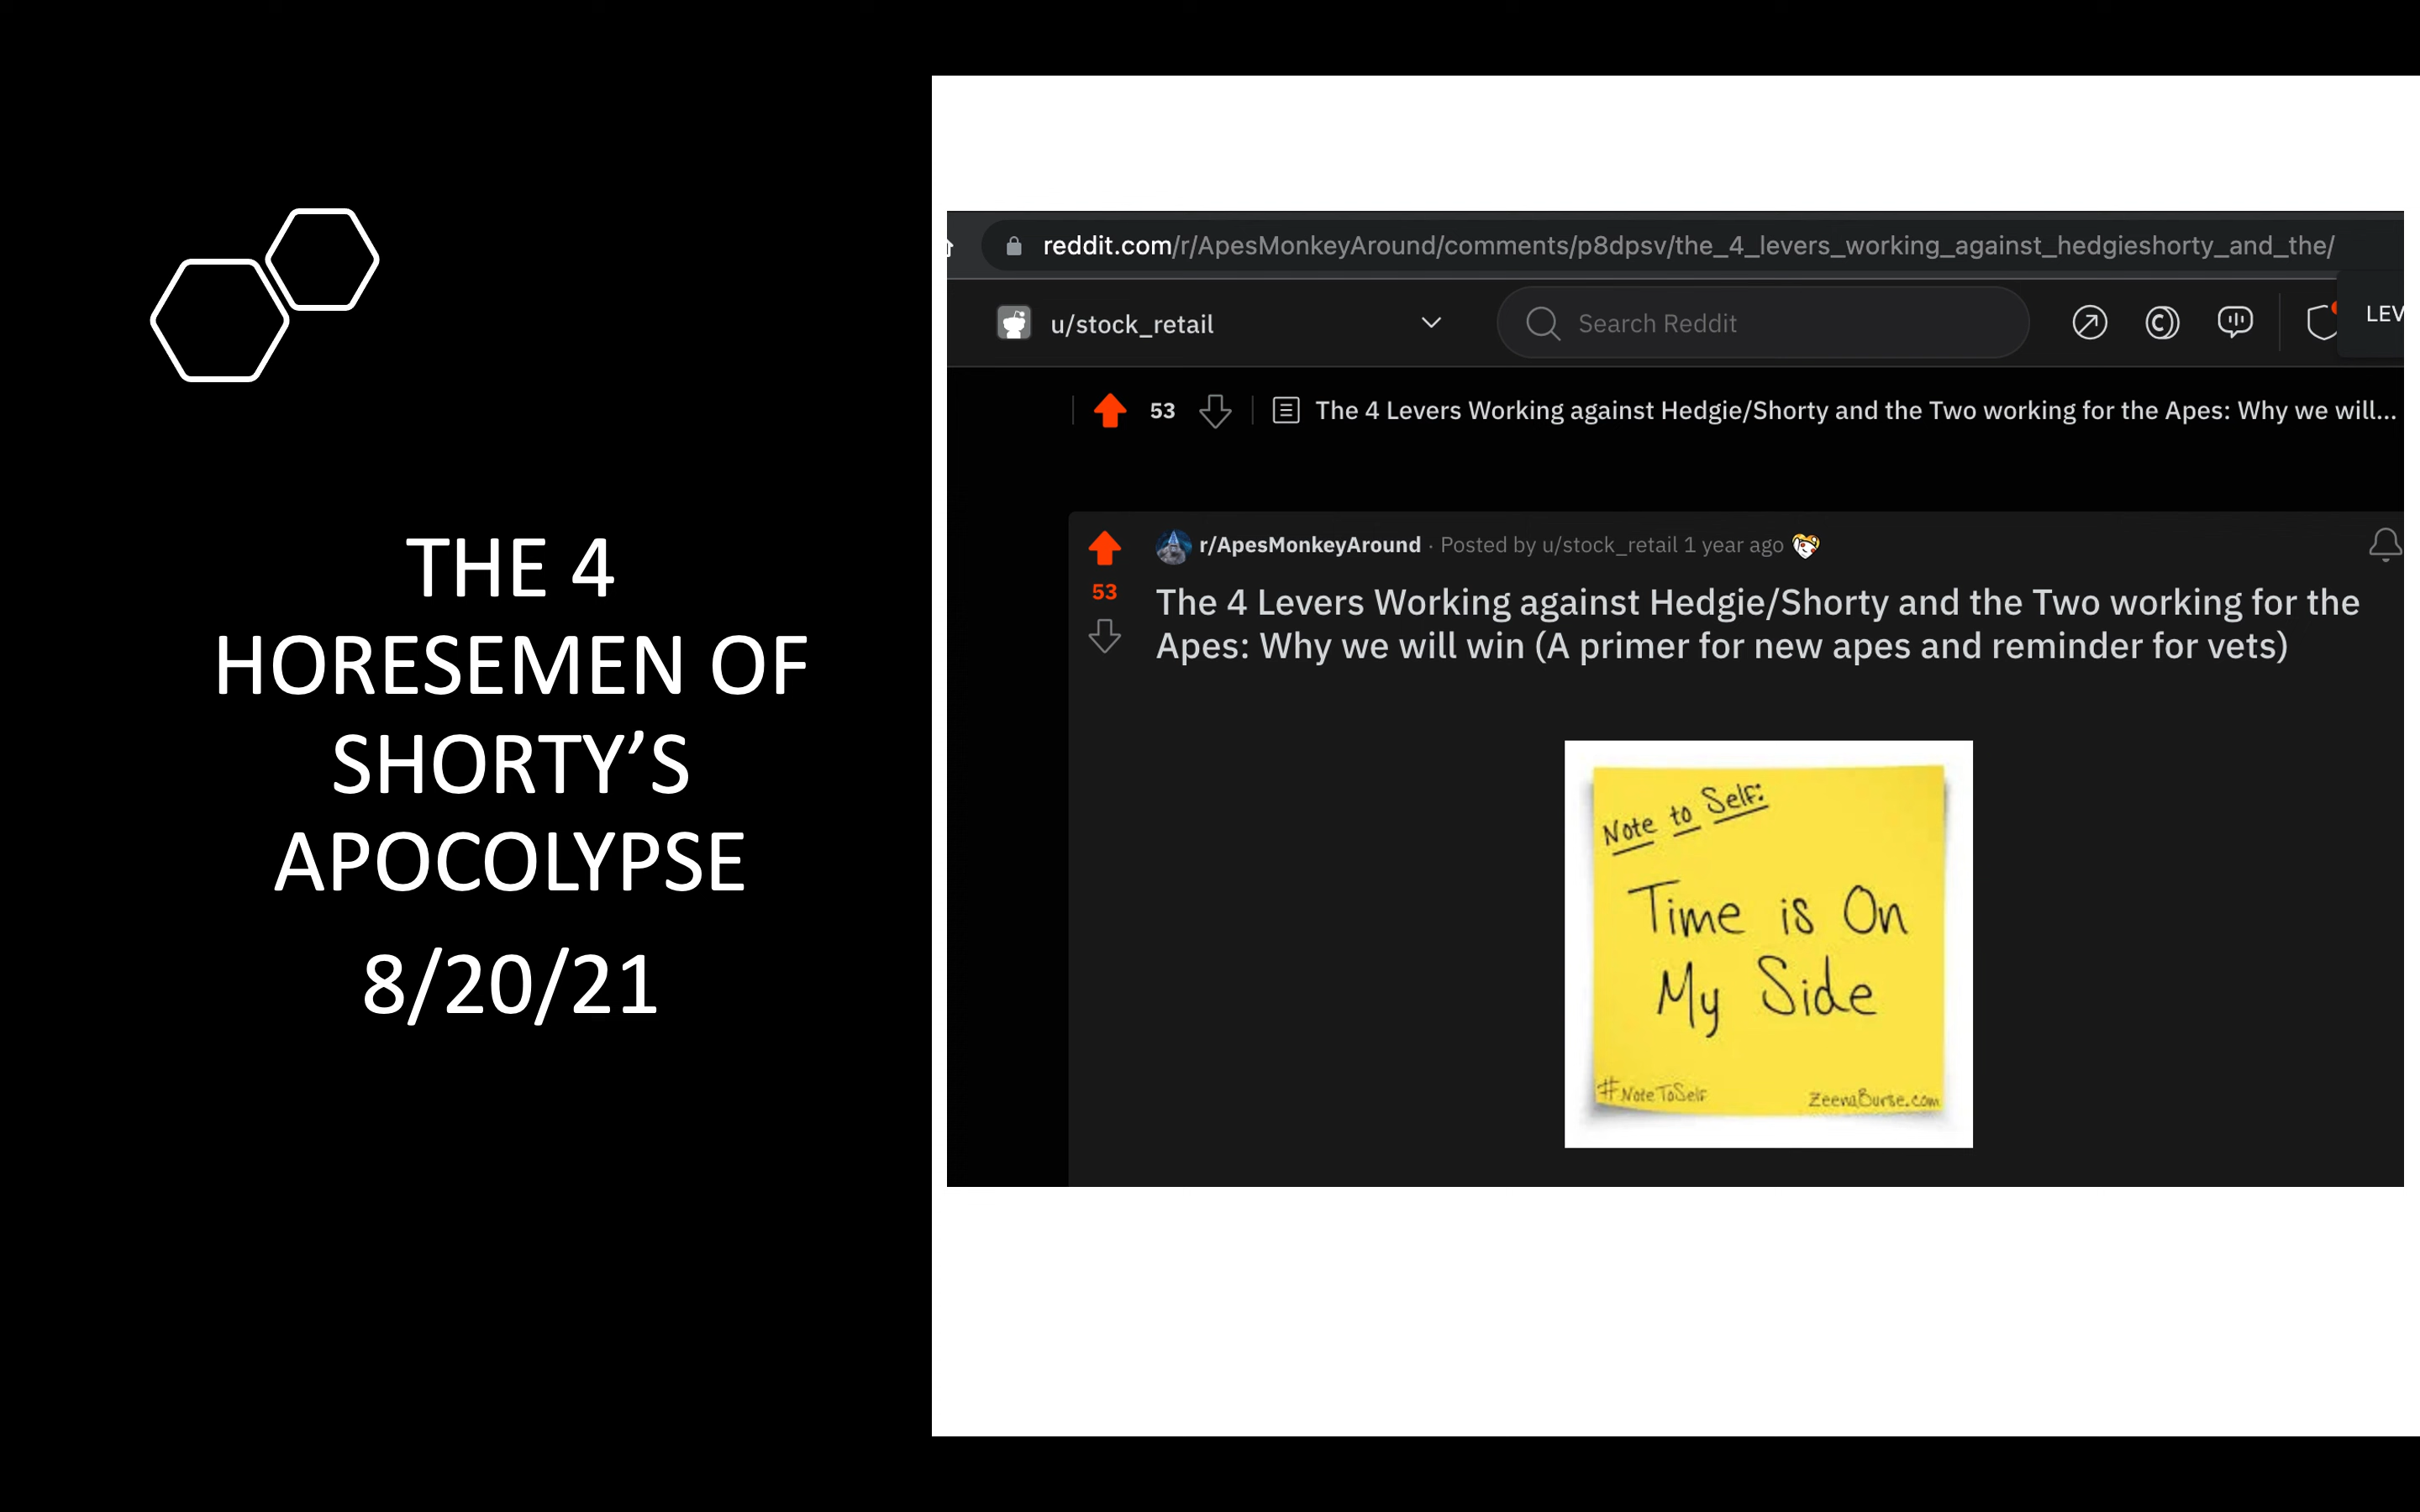 THE 4
HORESEMEN OF
SHORTY’S
APOCOLYPSE
8/20/21
reddit.com/r/ApesMonkeyAround/comments/p8dpsv/the_4_levers_working_against_hedgieshorty_and_the/
u/stock_retail
Search Reddit
LEV
53
The 4 Levers Working against Hedgie/Shorty and the Two working for the Apes: Why we will...
r/ApesMonkeyAround · Posted by u/stock_retail 1 year ago
53
The 4 Levers Working against Hedgie/Shorty and the Two working for the
Apes: Why we will win (A primer for new apes and reminder for vets)
Note to Self:
Time is On
My Side
#NoteToSelf
ZeenaBurse.com